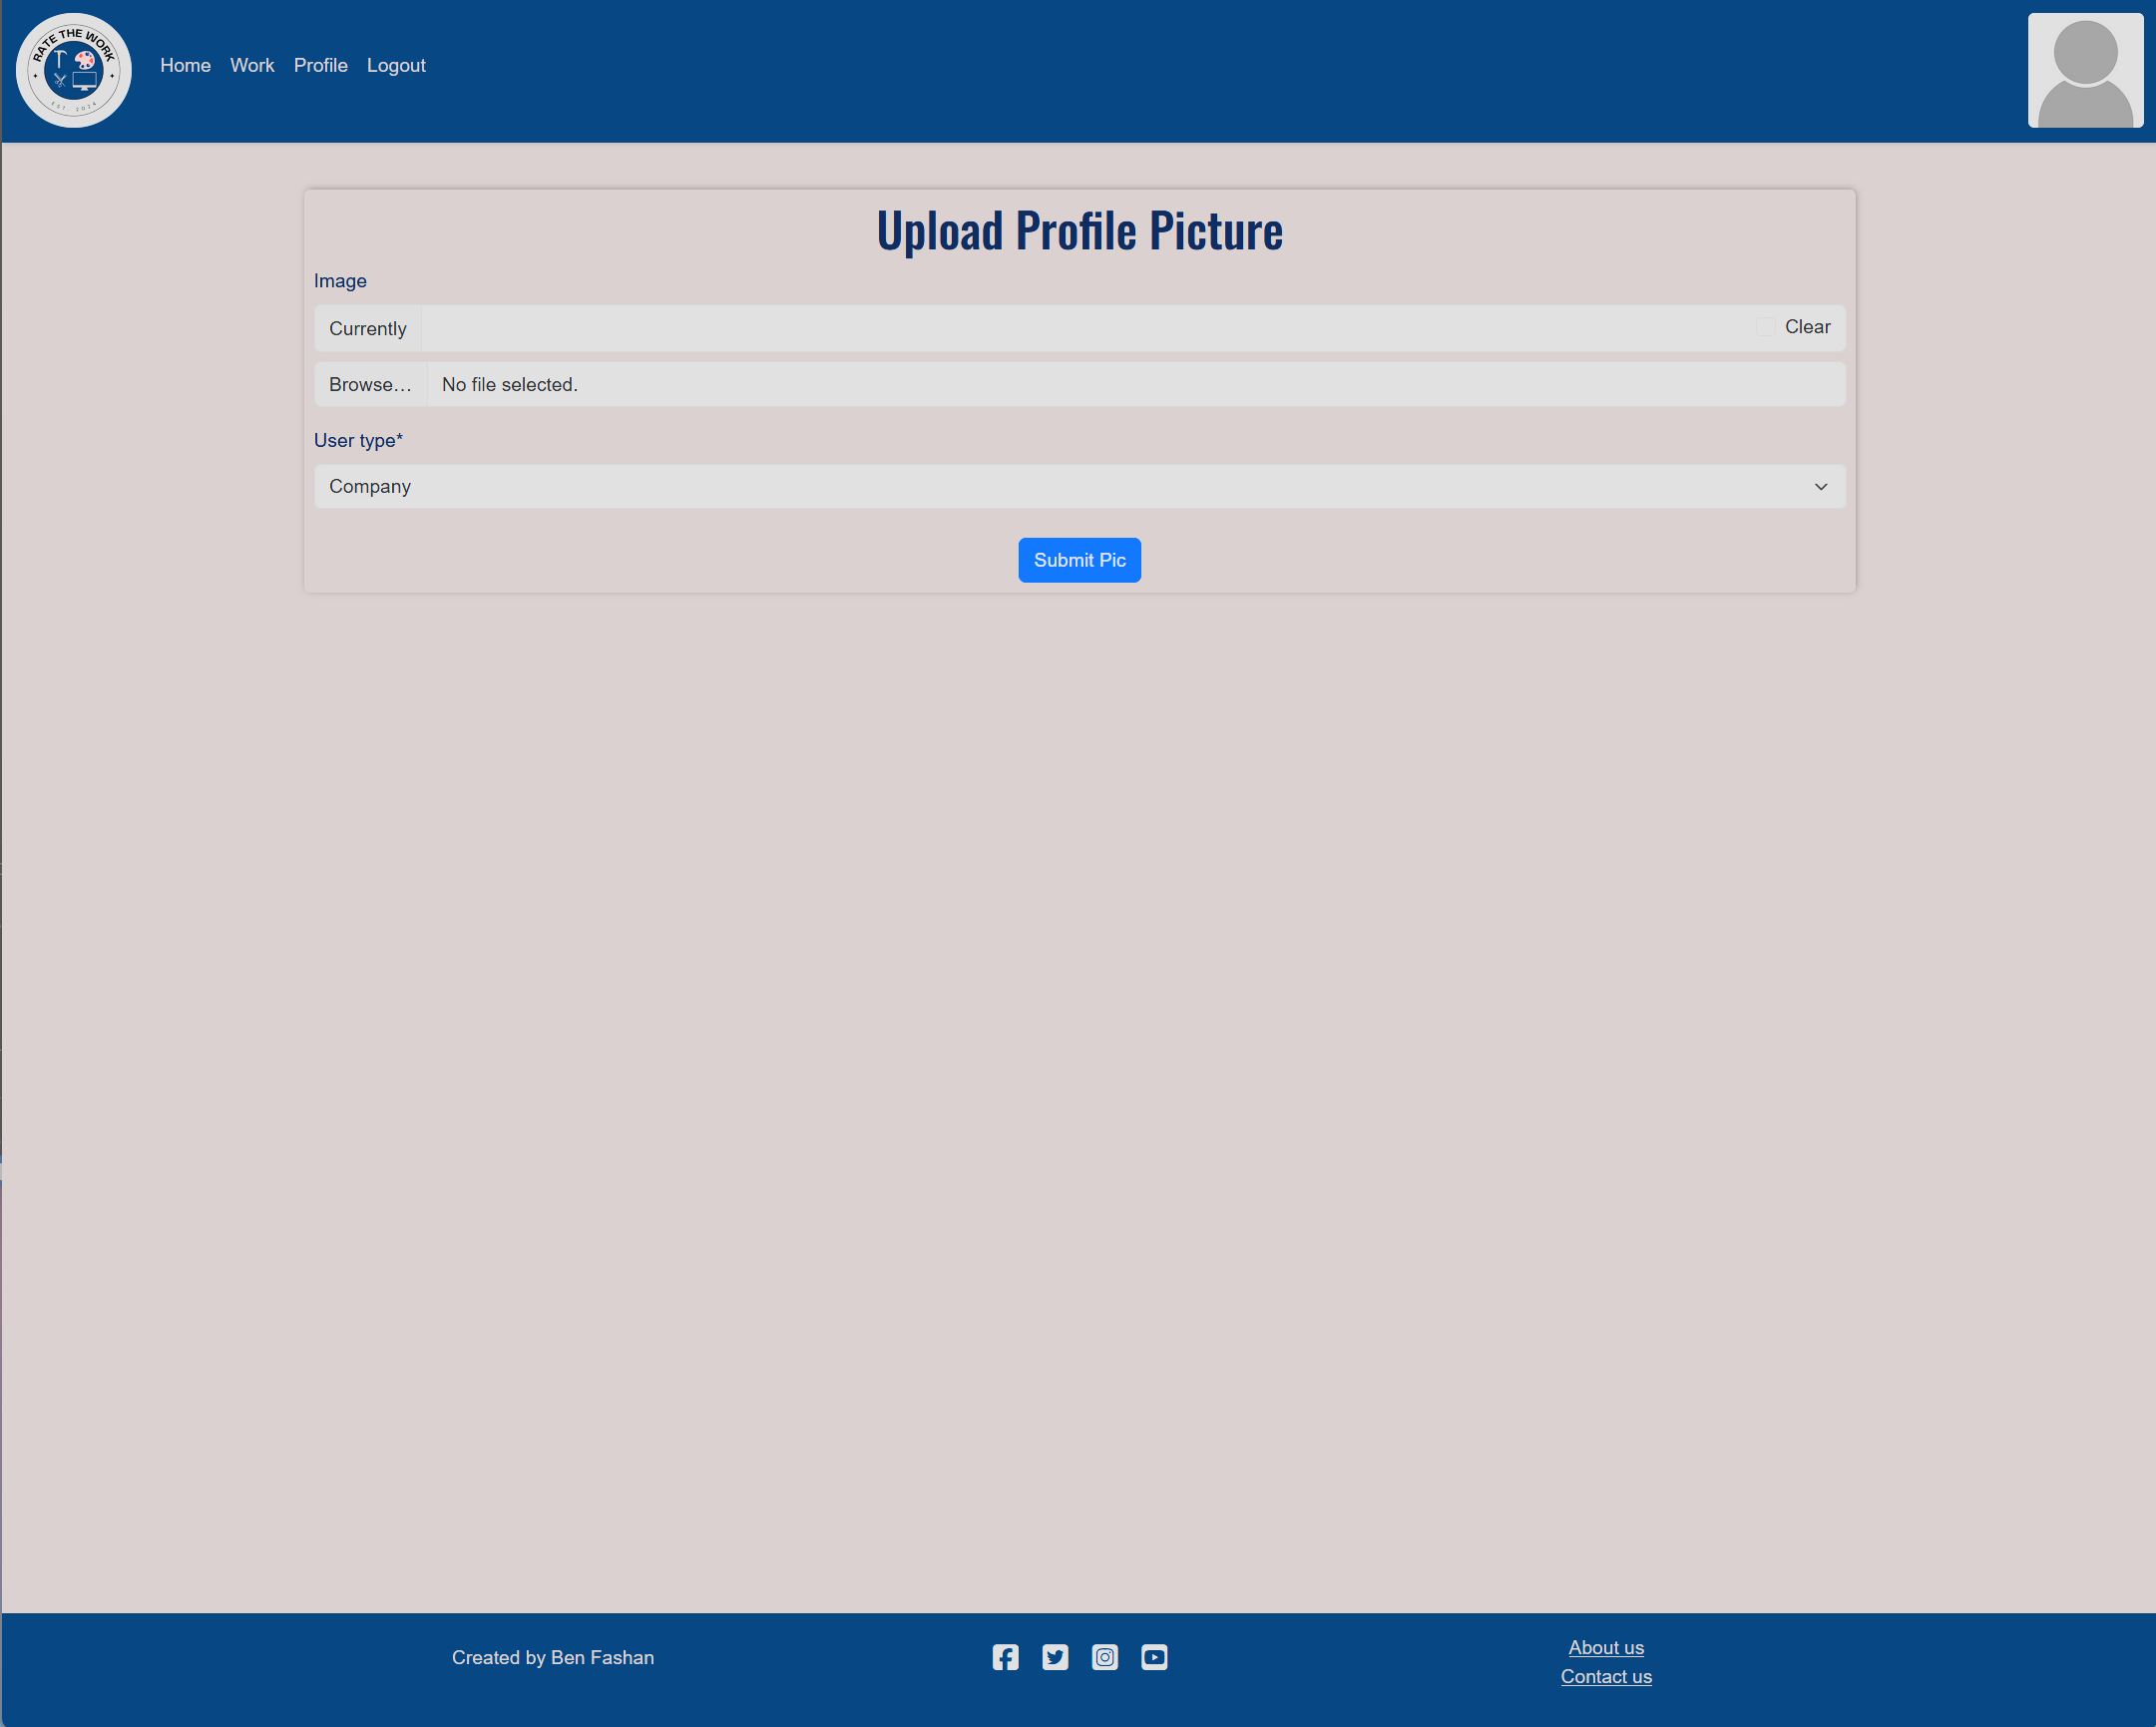 RATE THE WORK
EST 2024
Home Work Profile Logout
Upload Profile Picture
Image
Currently Clear
Browse… No file selected.
User type*
Company
Submit Pic
Created by Ben Fashan
About us
Contact us